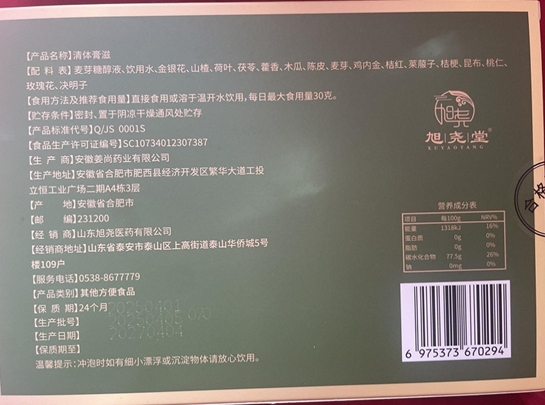 【产品名称】清体膏滋
【配 料 表】麦芽糖醇液、饮用水、金银花、山楂、荷叶、茯苓、藿香、木瓜、陈皮、麦芽、鸡内金、桔红、莱菔子、桔梗、昆布、桃仁、
玫瑰花、决明子
【食用方法及推荐食用量】直接食用或溶于温开水饮用,每日最大食用量30克。
【贮存条件】密封、置于阴凉干燥通风处贮存
【产品标准代号】Q/JS 0001S
【食品生产许可证编号】SC10734012307387
【生 产 商】安徽姜尚药业有限公司
【生产地址】安徽省合肥市肥西县经济开发区繁华大道工投
立恒工业广场二期A4栋3层
【产 地】安徽省合肥市
【邮 编】231200
【经 销 商】山东旭尧医药有限公司
【经销商地址】山东省泰安市泰山区上高街道泰山华侨城5号
楼109户
【服务电话】0538-8677779
【产品类别】其他方便食品
【保 质 期】24个月
【生产批号】
【生产日期】
【保质期至】
温馨提示:冲泡时如有细小漂浮或沉淀物体请放心饮用。
旭尧堂®
XUYAOTANG
合格
营养成分表
项目 每100g NRV%
能量 1318kJ 16%
蛋白质 0g 0%
脂肪 0g 0%
碳水化合物 77.5g 26%
钠 0mg 0%
6 975373 670294